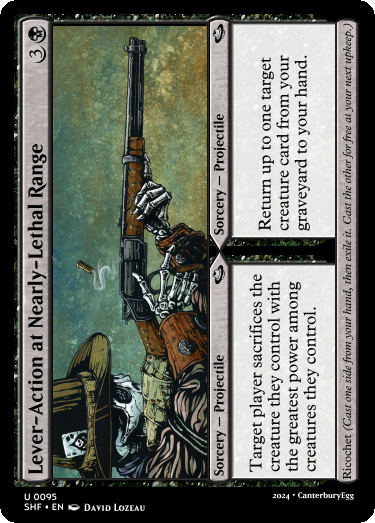 Lever-Action at Nearly-Lethal Range
3
Sorcery — Projectile
Target player sacrifices the
creature they control with
the greatest power among
creatures they control.
Sorcery — Projectile
Return up to one target
creature card from your
graveyard to your hand.
Ricochet (Cast one side from your hand, then exile it. Cast the other for free at your next upkeep.)
U 0095
SHF • EN David Lozeau
2024 • CanterburyEgg